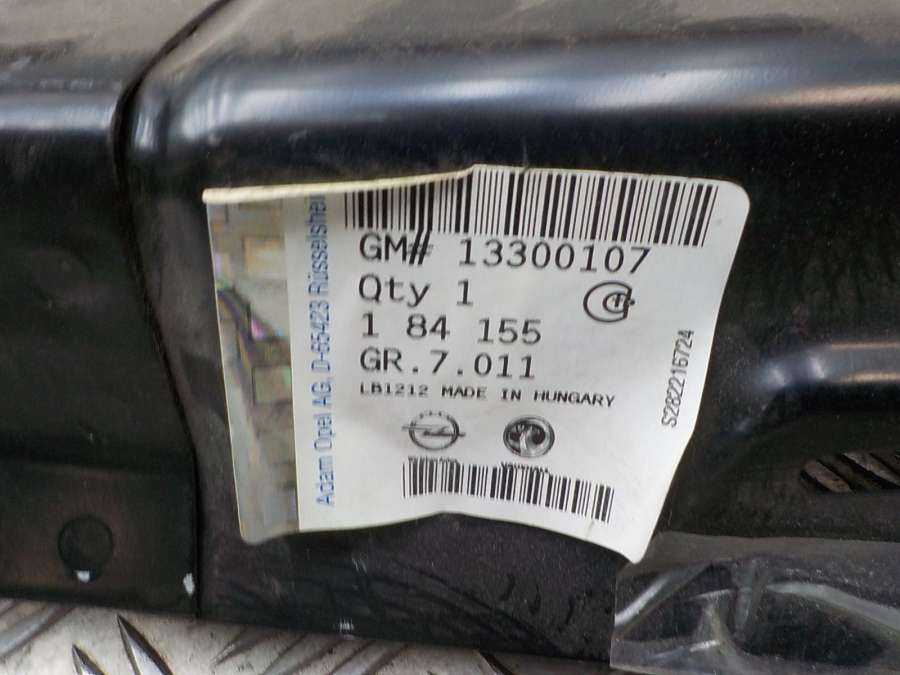 GM# 13300107
Qty 1
1 84 155
GR.7.011
LB1212 MADE IN HUNGARY
S282216724
Adam Opel AG, D-65423 Rüsselsheim